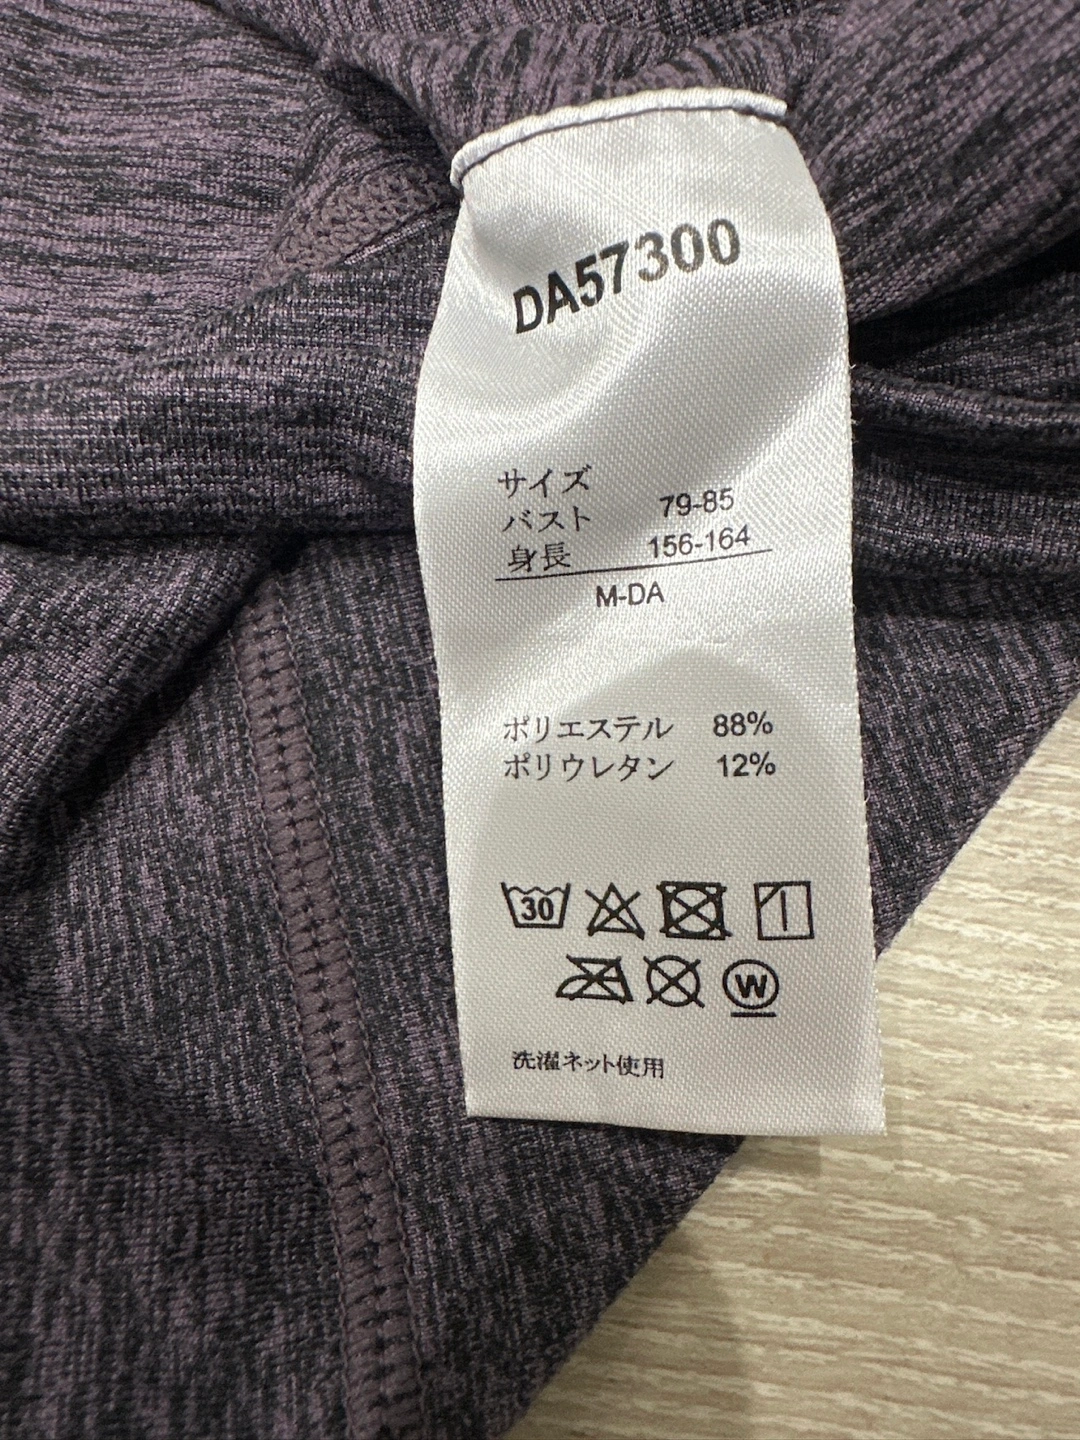 DA57300
サイズ
バスト 79-85
身長 156-164
M-DA
ポリエステル 88%
ポリウレタン 12%
30
W
洗濯ネット使用